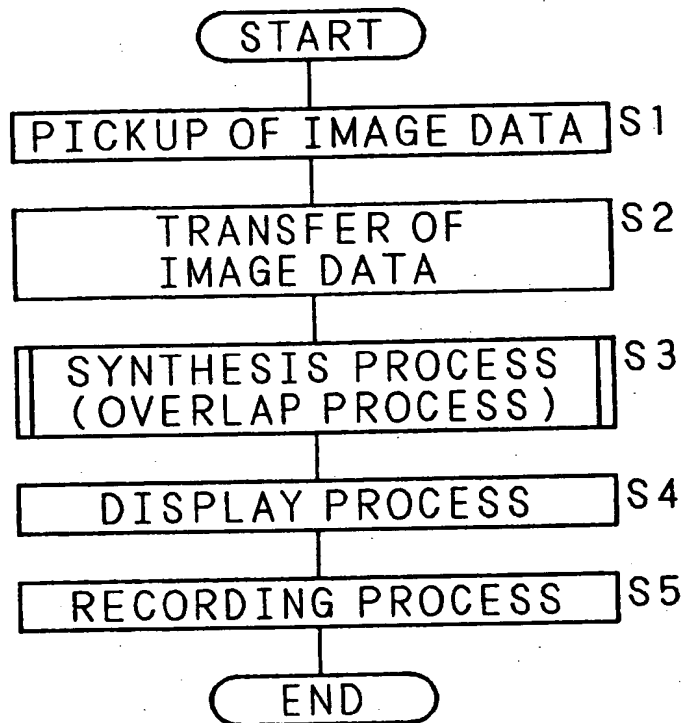 START
PICKUP OF IMAGE DATA S1
TRANSFER OF S2
IMAGE DATA
SYNTHESIS PROCESS S3
(OVERLAP PROCESS)
DISPLAY PROCESS S4
RECORDING PROCESS S5
END